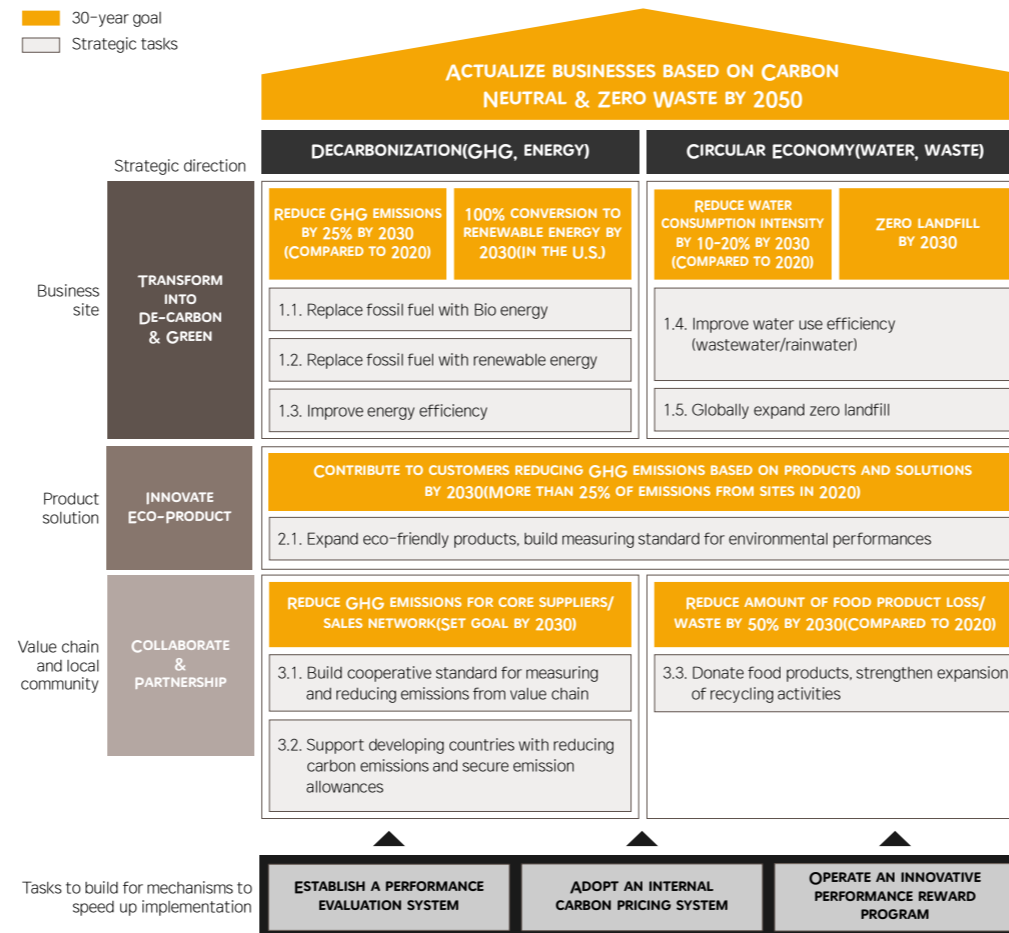 30-year goal
Strategic tasks
Actualize businesses based on Carbon
Neutral & Zero Waste by 2050
Strategic direction
Decarbonization(GHG, energy)
Circular Economy(water, waste)
Business
site
Transform
into
De-carbon
& Green
Reduce GHG emissions
by 25% by 2030
(Compared to 2020)
100% conversion to
renewable energy by
2030(in the U.S.)
Reduce water
consumption intensity
by 10-20% by 2030
(Compared to 2020)
Zero landfill
by 2030
1.1. Replace fossil fuel with Bio energy
1.2. Replace fossil fuel with renewable energy
1.3. Improve energy efficiency
1.4. Improve water use efficiency
(wastewater/rainwater)
1.5. Globally expand zero landfill
Product
solution
Innovate
Eco-Product
Contribute to customers reducing GHG emissions based on products and solutions
by 2030(more than 25% of emissions from sites in 2020)
2.1. Expand eco-friendly products, build measuring standard for environmental performances
Value chain
and local
community
Collaborate
&
partnership
Reduce GHG emissions for core suppliers/
sales network(Set goal by 2030)
3.1. Build cooperative standard for measuring
and reducing emissions from value chain
3.2. Support developing countries with reducing
carbon emissions and secure emission
allowances
Reduce amount of food product loss/
waste by 50% by 2030(Compared to 2020)
3.3. Donate food products, strengthen expansion
of recycling activities
Tasks to build for mechanisms to
speed up implementation
Establish a performance
evaluation system
Adopt an internal
carbon pricing system
Operate an innovative
performance reward
program